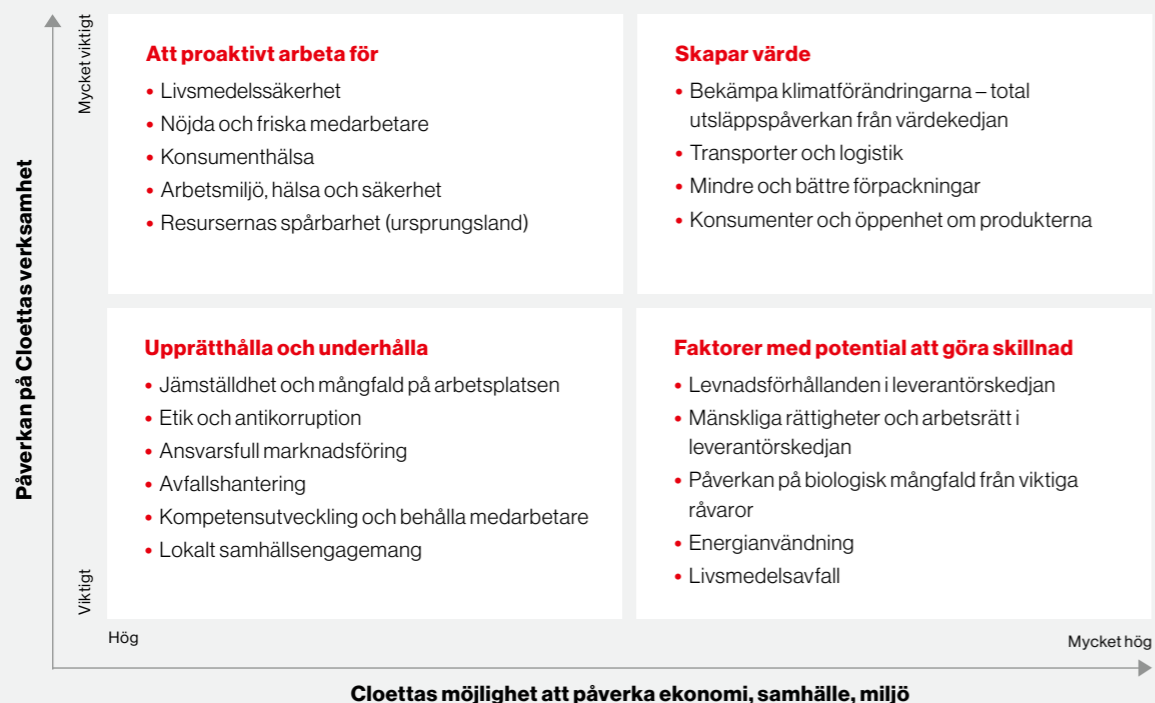 Påverkan på Cloettas verksamhet
Mycket viktigt
Viktigt
Att proaktivt arbeta för
• Livsmedelssäkerhet
• Nöjda och friska medarbetare
• Konsumenthälsa
• Arbetsmiljö, hälsa och säkerhet
• Resursernas spårbarhet (ursprungsland)
Skapar värde
• Bekämpa klimatförändringarna – total
utsläppspåverkan från värdekedjan
• Transporter och logistik
• Mindre och bättre förpackningar
• Konsumenter och öppenhet om produkterna
Upprätthålla och underhålla
• Jämställdhet och mångfald på arbetsplatsen
• Etik och antikorruption
• Ansvarsfull marknadsföring
• Avfallshantering
• Kompetensutveckling och behålla medarbetare
• Lokalt samhällsengagemang
Faktorer med potential att göra skillnad
• Levnadsförhållanden i leverantörskedjan
• Mänskliga rättigheter och arbetsrätt i
leverantörskedjan
• Påverkan på biologisk mångfald från viktiga
råvaror
• Energianvändning
• Livsmedelsavfall
Hög
Mycket hög
Cloettas möjlighet att påverka ekonomi, samhälle, miljö